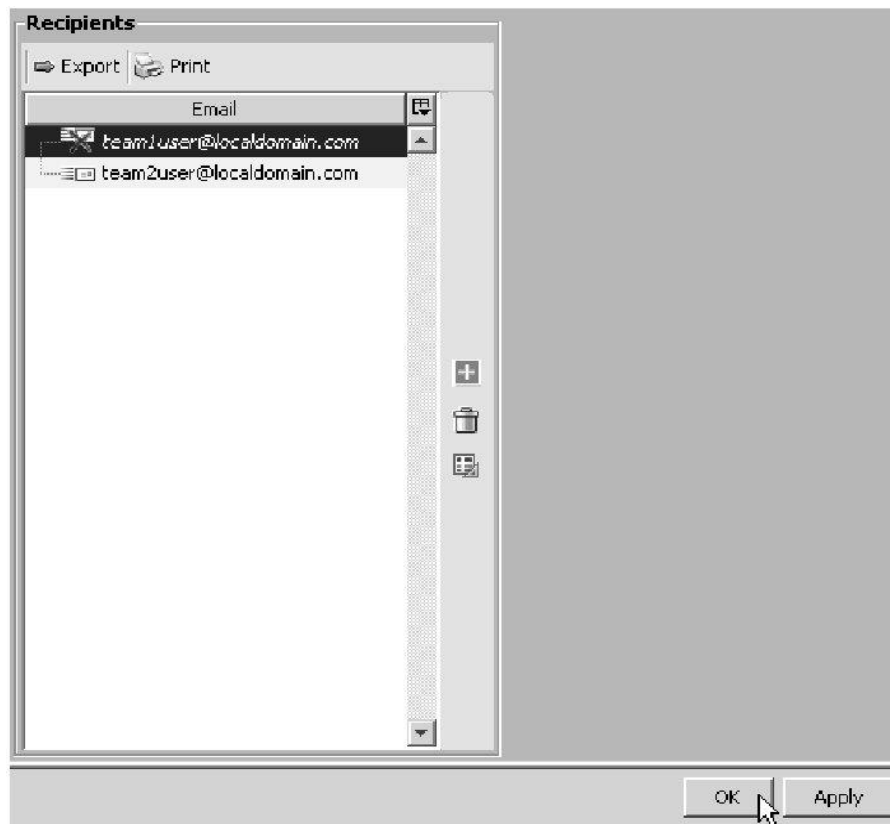 Recipients
Export Print
Email
team1user@localdomain.com
team2user@localdomain.com
OK Apply